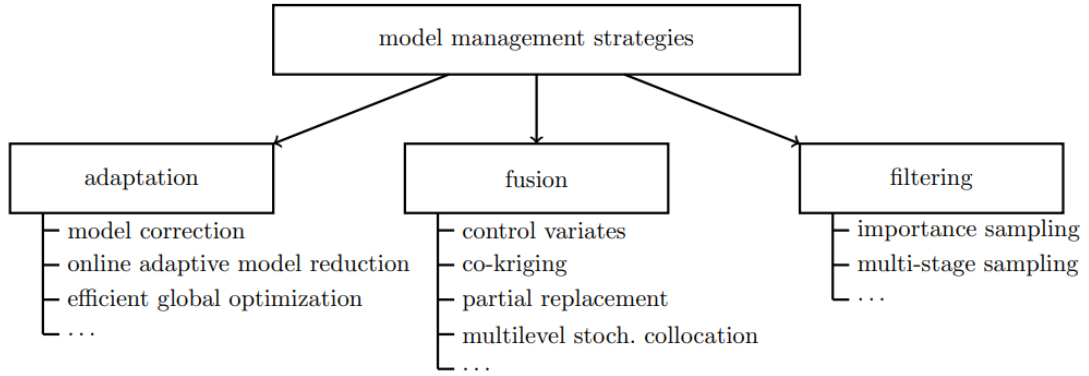 model management strategies
adaptation
model correction
online adaptive model reduction
efficient global optimization
...
fusion
control variates
co-kriging
partial replacement
multilevel stoch. collocation
...
filtering
importance sampling
multi-stage sampling
...